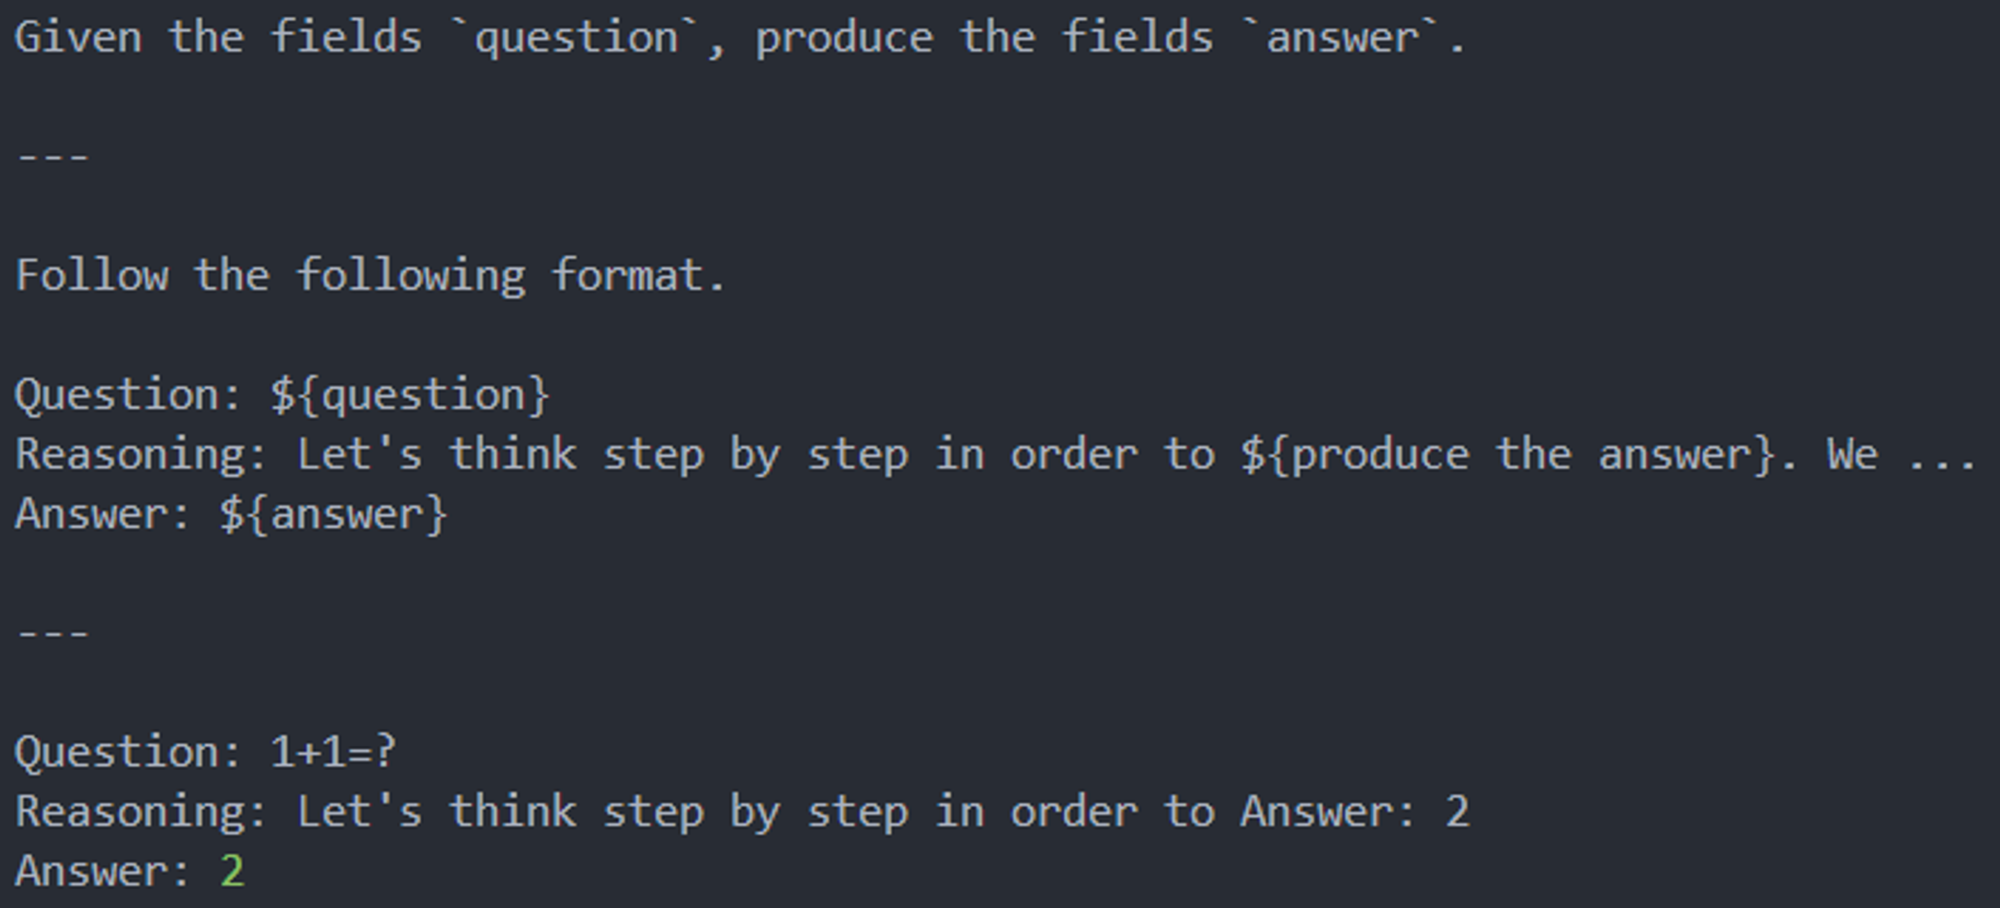 Given the fields `question`, produce the fields `answer`.
---
Follow the following format.
Question: ${question}
Reasoning: Let's think step by step in order to ${produce the answer}. We ...
Answer: ${answer}
---
Question: 1+1=?
Reasoning: Let's think step by step in order to Answer: 2
Answer: 2